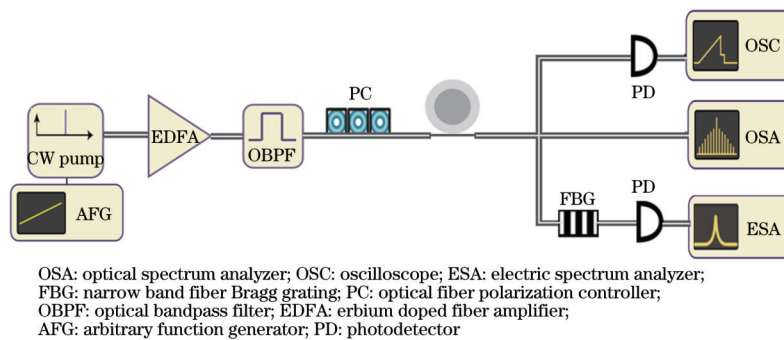 OSC
PD
PC
EDFA
OBPF
CW pump
AFG
OSA
FBG
PD
ESA
OSA: optical spectrum analyzer; OSC: oscilloscope; ESA: electric spectrum analyzer;
FBG: narrow band fiber Bragg grating; PC: optical fiber polarization controller;
OBPF: optical bandpass filter; EDFA: erbium doped fiber amplifier;
AFG: arbitrary function generator; PD: photodetector